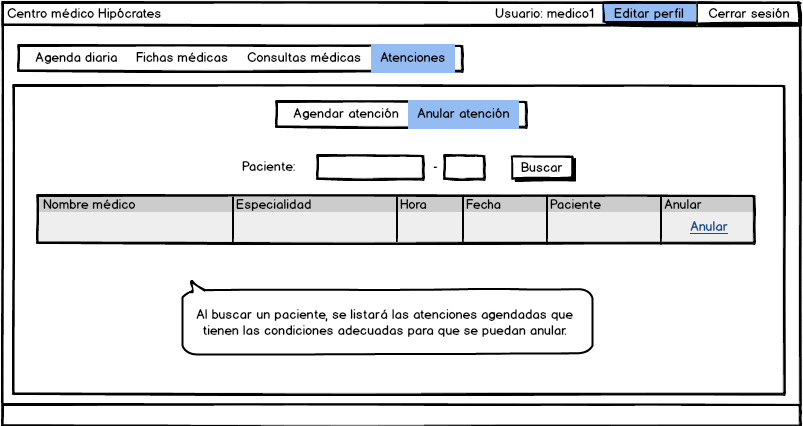 Centro médico Hipócrates Usuario: medico1 Editar perfil Cerrar sesión
Agenda diaria Fichas médicas Consultas médicas Atenciones
Agendar atención Anular atención
Paciente: - Buscar
Nombre médico Especialidad Hora Fecha Paciente Anular
Anular
Al buscar un paciente, se listará las atenciones agendadas que
tienen las condiciones adecuadas para que se puedan anular.